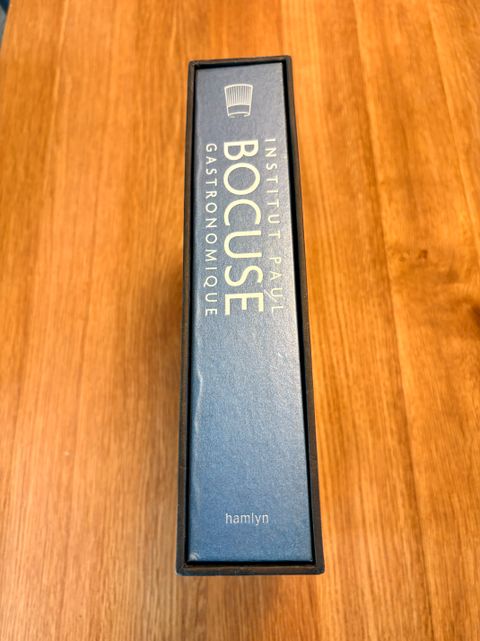 INSTITUT PAUL
BOCUSE
GASTRONOMIQUE
hamlyn